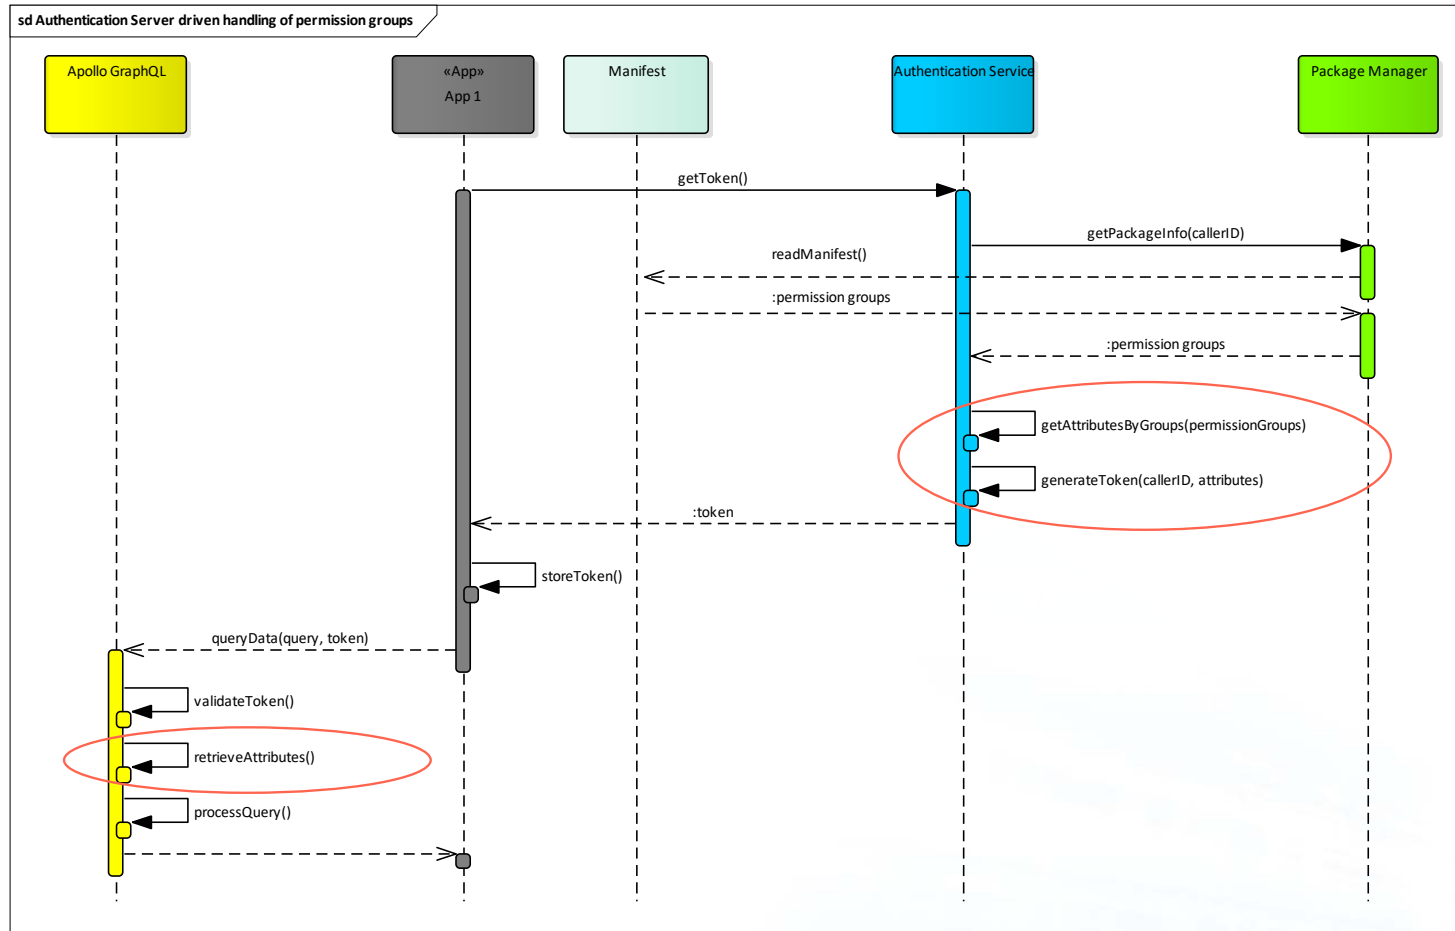 sd Authentication Server driven handling of permission groups
Apollo GraphQL
«App»
App 1
Manifest
Authentication Service
Package Manager
getToken()
getPackageInfo(callerID)
readManifest()
:permission groups
:permission groups
getAttributesByGroups(permissionGroups)
generateToken(callerID, attributes)
:token
storeToken()
queryData(query, token)
validateToken()
retrieveAttributes()
processQuery()